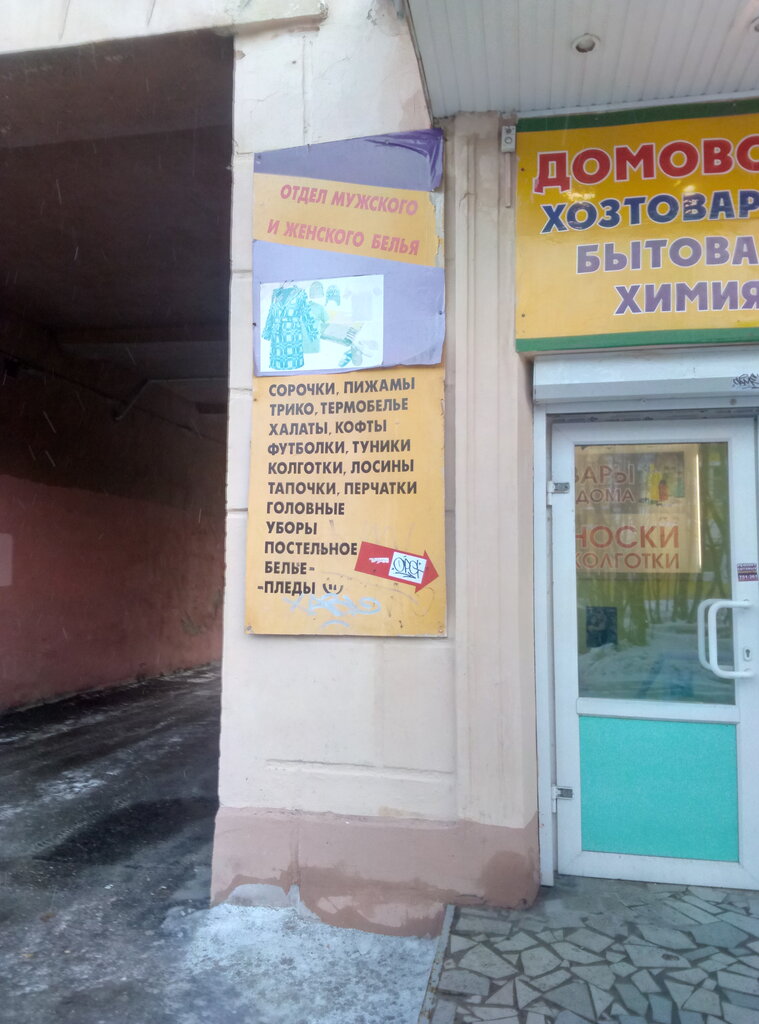 ОТДЕЛ МУЖСКОГО
И ЖЕНСКОГО БЕЛЬЯ
СОРОЧКИ, ПИЖАМЫ
ТРИКО, ТЕРМОБЕЛЬЕ
ХАЛАТЫ, КОФТЫ
ФУТБОЛКИ, ТУНИКИ
КОЛГОТКИ, ЛОСИНЫ
ТАПОЧКИ, ПЕРЧАТКИ
ГОЛОВНЫЕ
УБОРЫ
ПОСТЕЛЬНОЕ
БЕЛЬЕ-
-ПЛЕДЫ
ДОМОВО
ХОЗТОВАР
БЫТОВА
ХИМИЯ
ВАРЫ
ДОМА
НОСКИ
КОЛГОТКИ